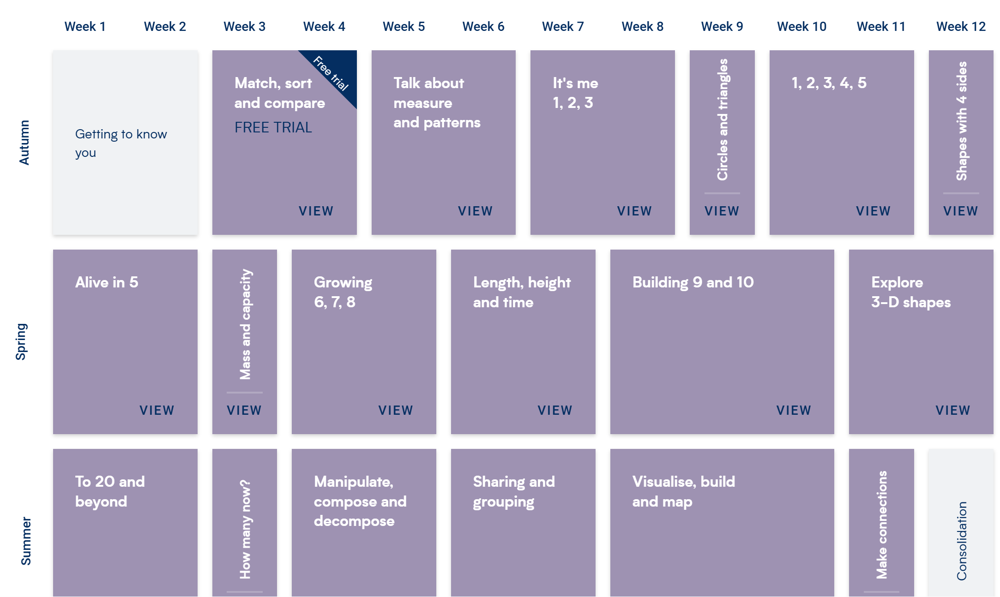 Week 1
Week 2
Week 3
Week 4
Week 5
Week 6
Week 7
Week 8
Week 9
Week 10
Week 11
Week 12
Autumn
Getting to know
you
Match, sort
and compare
FREE TRIAL
Free trial
VIEW
Talk about
measure
and patterns
VIEW
It's me
1, 2, 3
VIEW
Circles and triangles
VIEW
1, 2, 3, 4, 5
VIEW
Shapes with 4 sides
VIEW
Spring
Alive in 5
VIEW
Mass and capacity
VIEW
Growing
6, 7, 8
VIEW
Length, height
and time
VIEW
Building 9 and 10
VIEW
Explore
3-D shapes
VIEW
Summer
To 20 and
beyond
How many now?
Manipulate,
compose and
decompose
Sharing and
grouping
Visualise, build
and map
Make connections
Consolidation